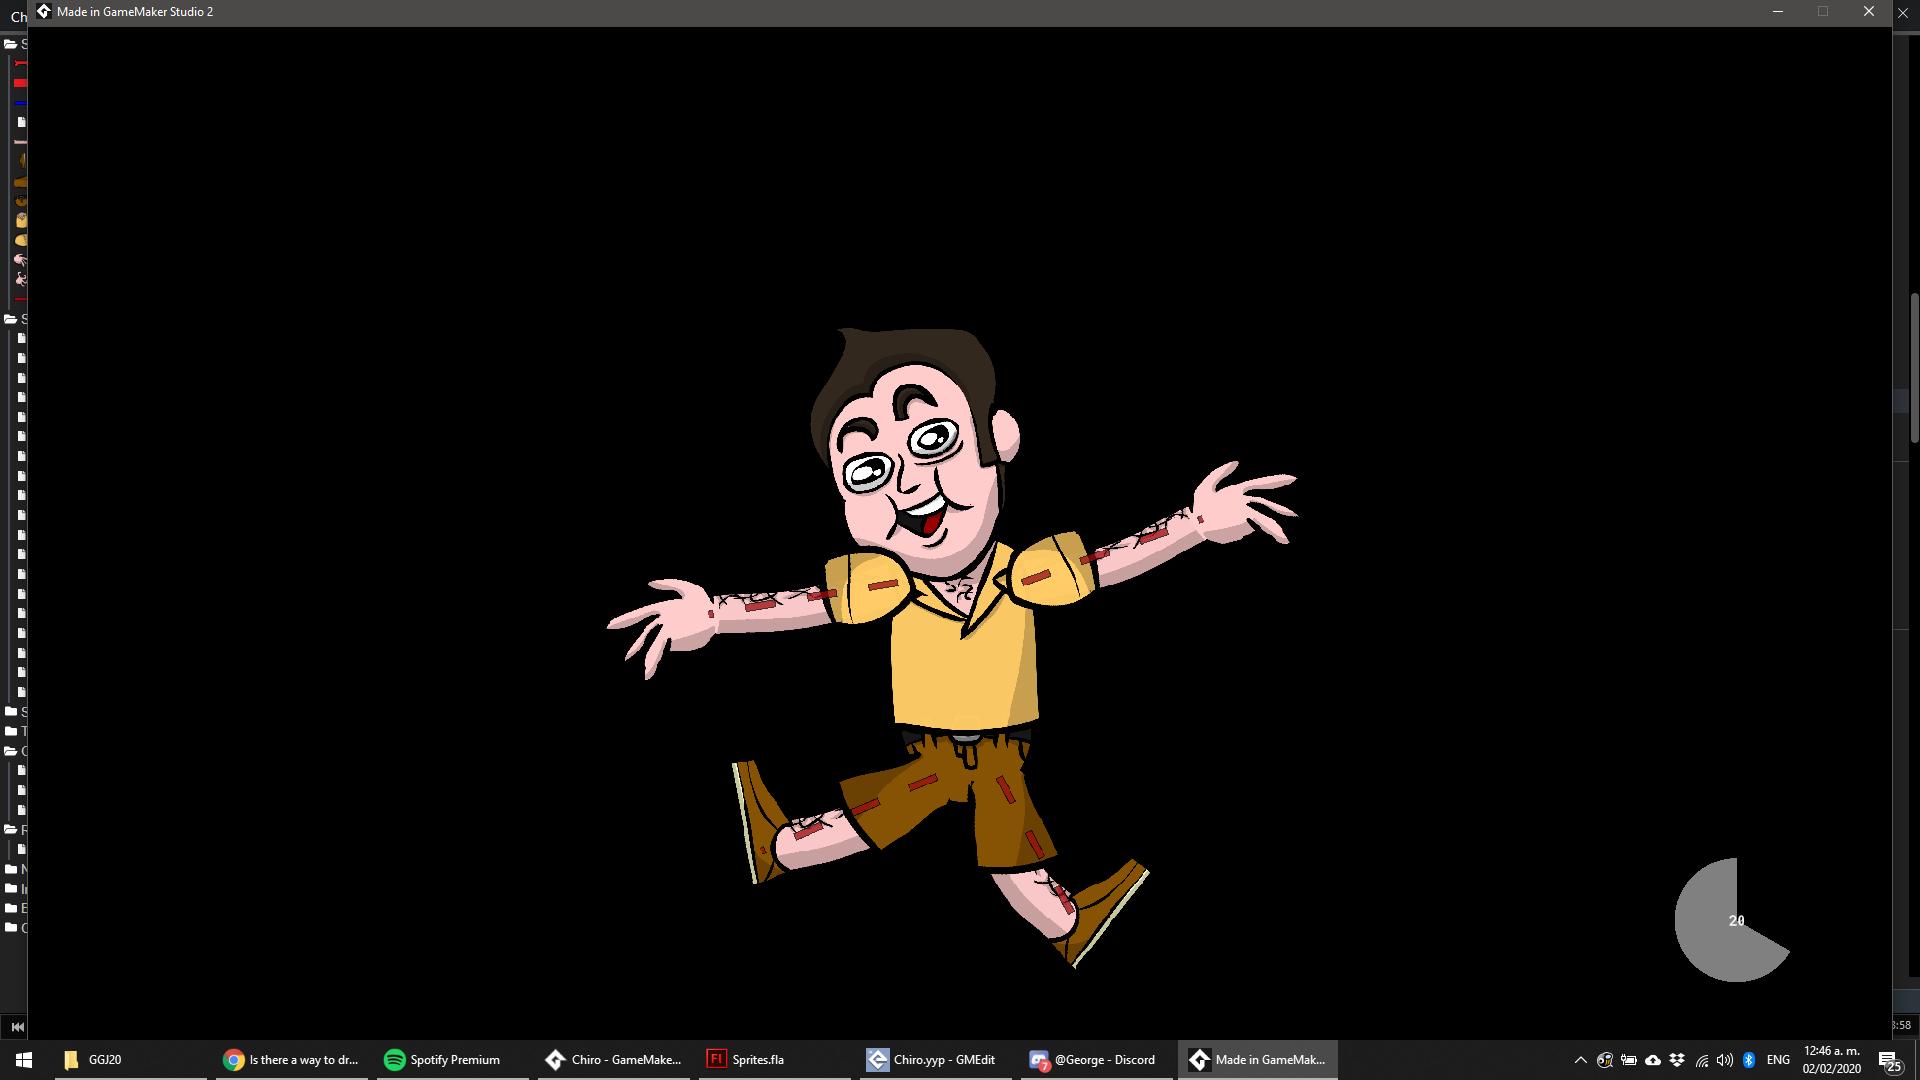 Ch
Made in GameMaker Studio 2
S
S
S
T
C
R
N
In
E
C
20
3:58
GGJ20
Is there a way to dr...
Spotify Premium
Chiro - GameMake...
Fl
Sprites.fla
Chiro.yyp - GMEdit
7
@George - Discord
Made in GameMak...
ENG
12:46 a. m.
02/02/2020
25